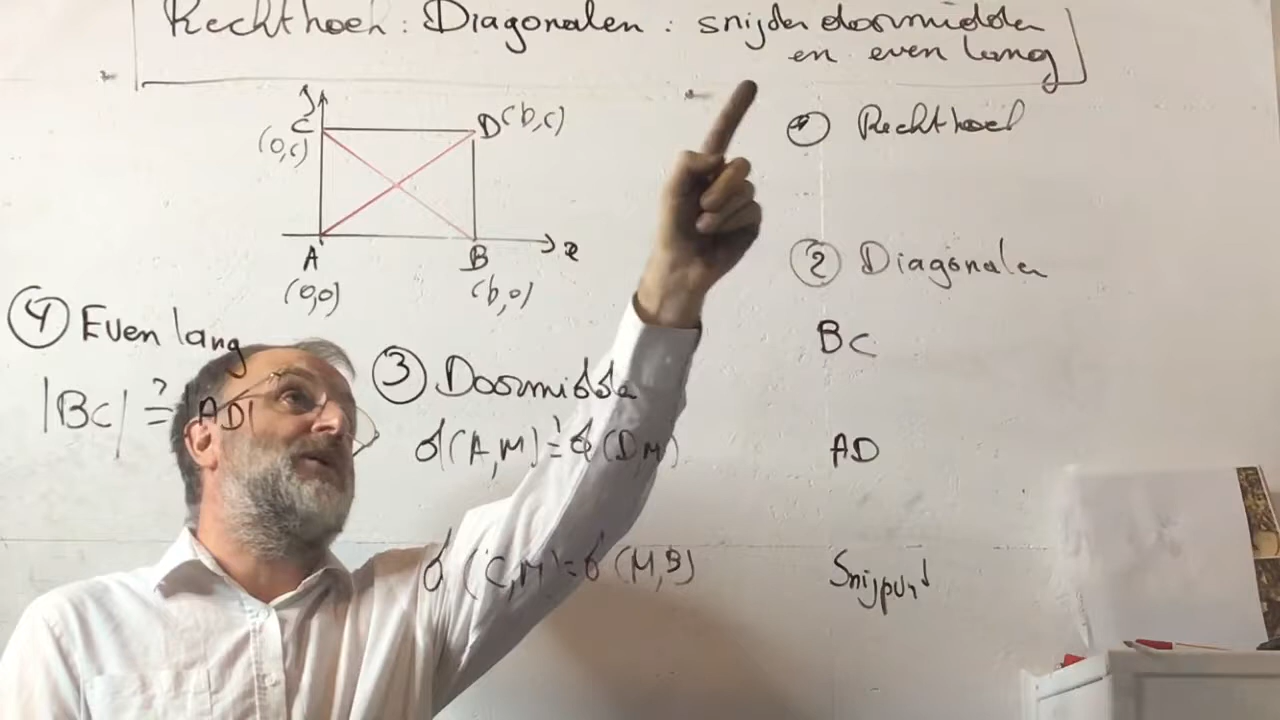 Rechthoek: Diagonalen: snijden doormidden
en even lang
y
C
(0,c)
D(b,c)
A
(0,0)
B
(b,0)
x
① Rechthoek
② Diagonalen
BC
AD
Snijpunt
③ Doormidden
d(A,M) ?= d(D,M)
d(C,M) = d(M,B)
④ Even lang
|BC| ?= |AD|